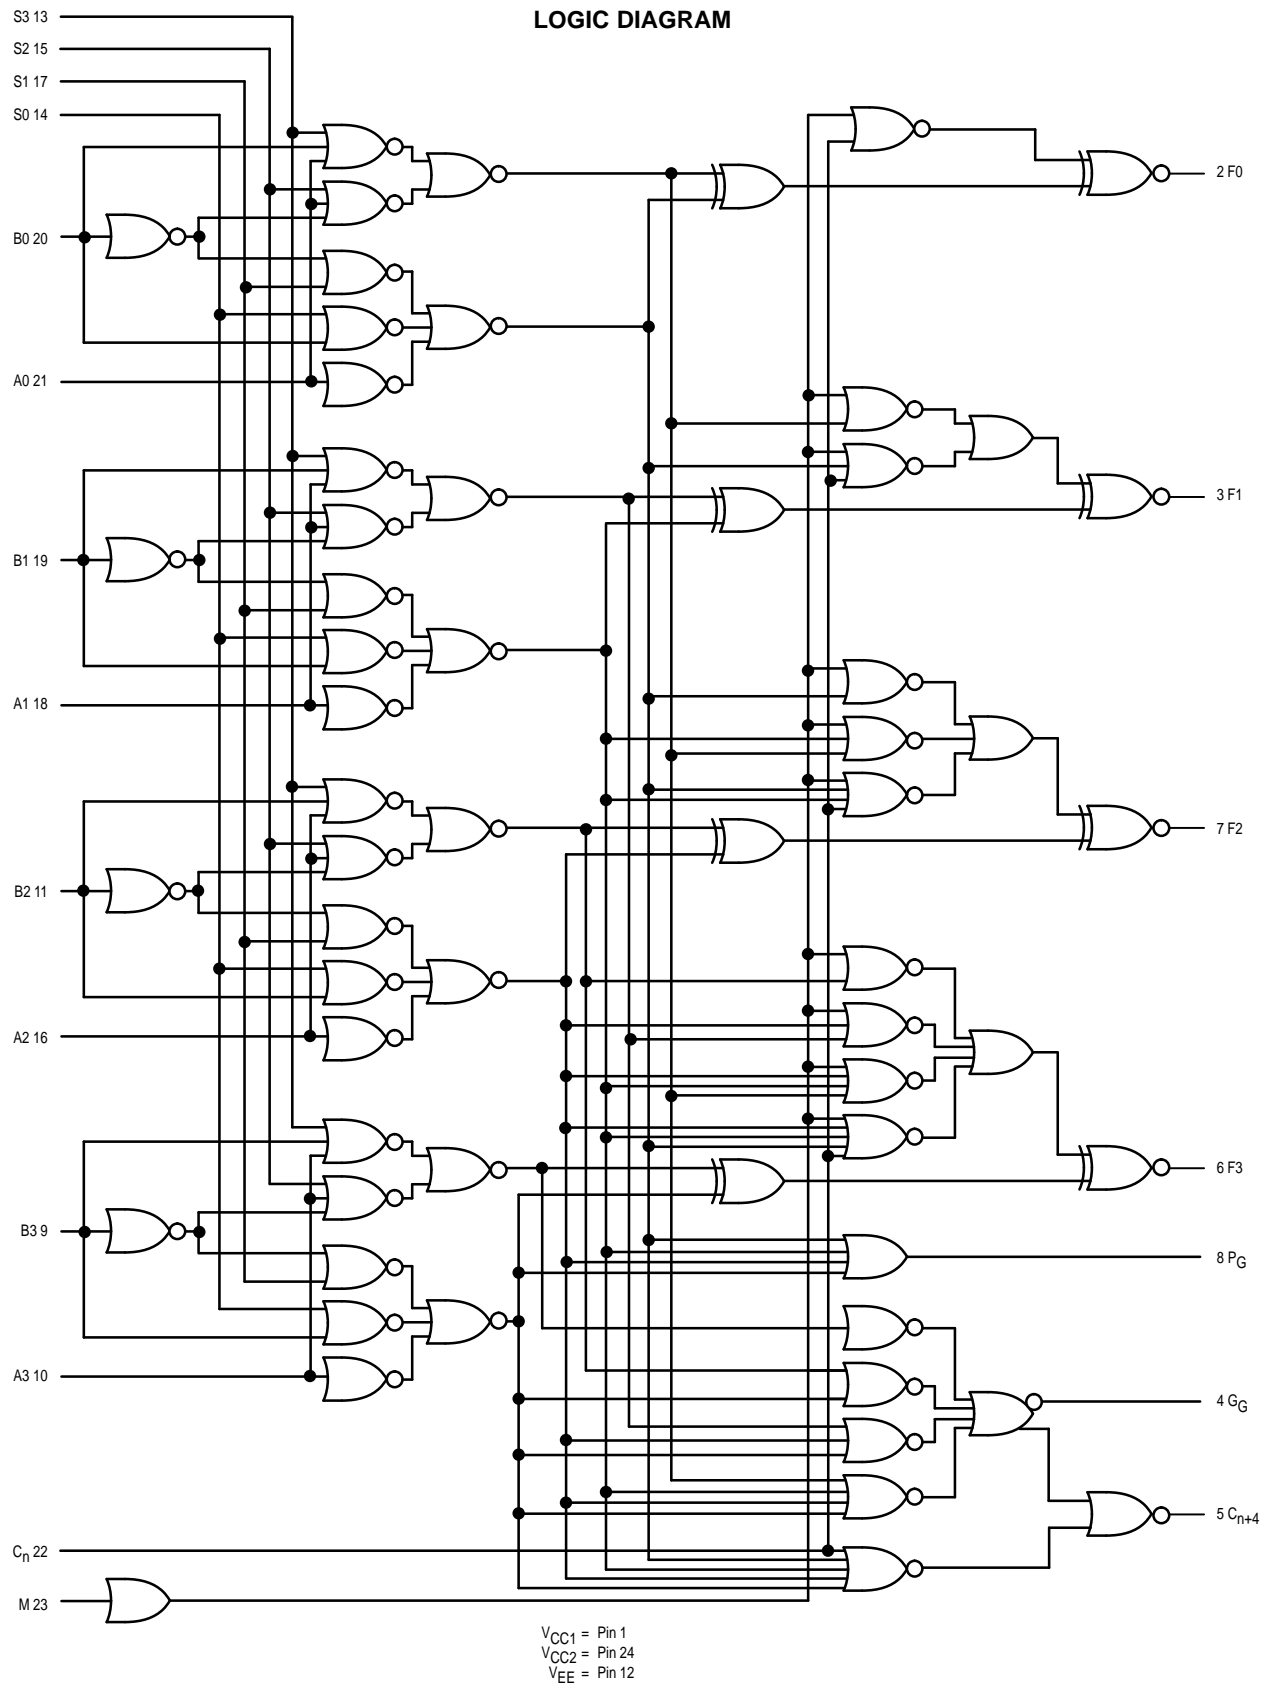 LOGIC DIAGRAM
S3 13
S2 15
S1 17
S0 14
2 F0
B0 20
A0 21
3 F1
B1 19
A1 18
7 F2
B2 11
A2 16
6 F3
B3 9
8 PG
A3 10
4 GG
5 Cn+4
Cn 22
M 23
VCC1 = Pin 1
VCC2 = Pin 24
VEE = Pin 12